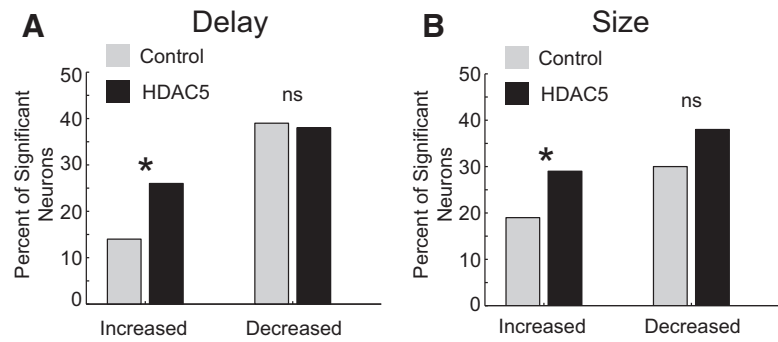 A
Delay
Control
HDAC5
Percent of Significant
Neurons
50
40
30
20
10
0
*
ns
Increased
Decreased
B
Size
Control
HDAC5
Percent of Significant
Neurons
50
40
30
20
10
0
*
ns
Increased
Decreased